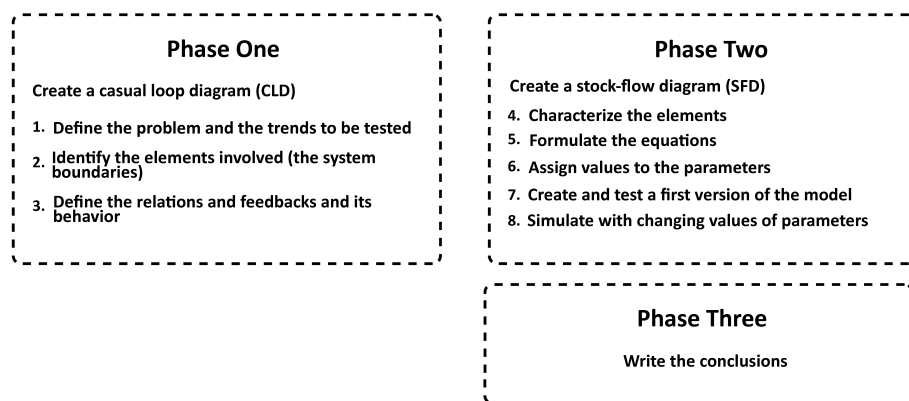 Phase One
Create a casual loop diagram (CLD)
1. Define the problem and the trends to be tested
2. Identify the elements involved (the system
boundaries)
3. Define the relations and feedbacks and its
behavior
Phase Two
Create a stock-flow diagram (SFD)
4. Characterize the elements
5. Formulate the equations
6. Assign values to the parameters
7. Create and test a first version of the model
8. Simulate with changing values of parameters
Phase Three
Write the conclusions